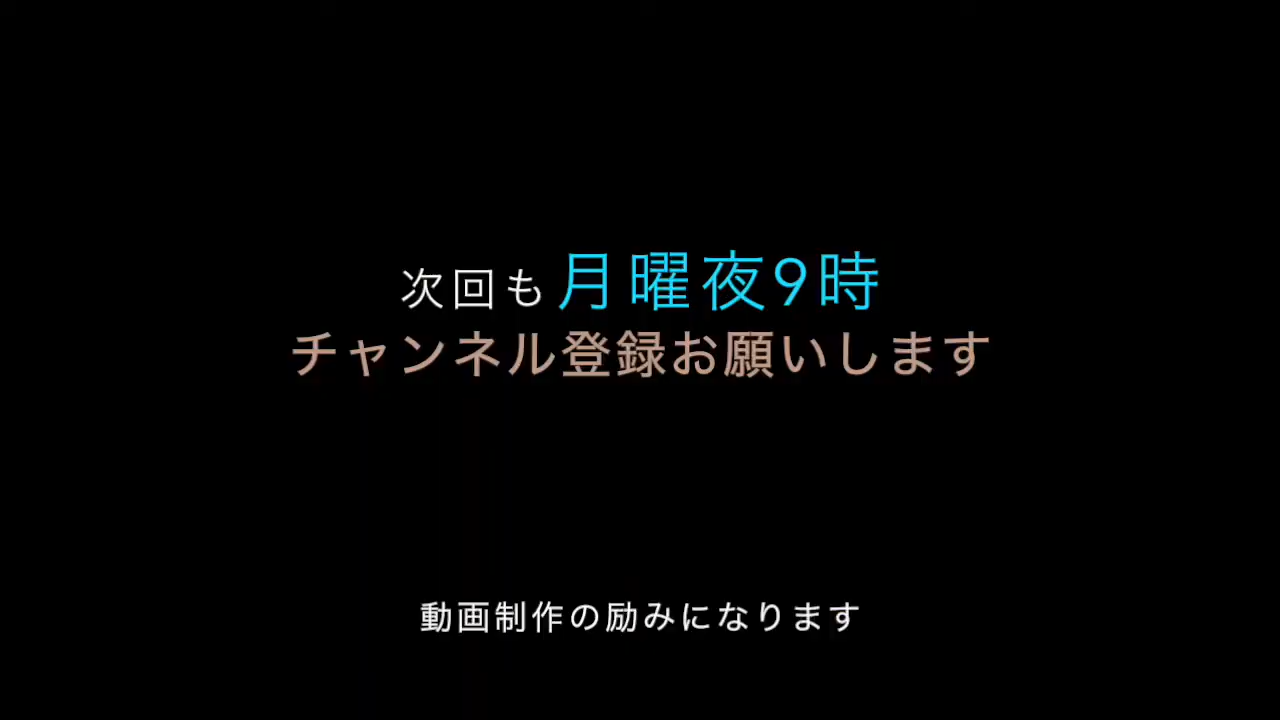 次回も月曜夜9時
チャンネル登録お願いします
動画制作の励みになります